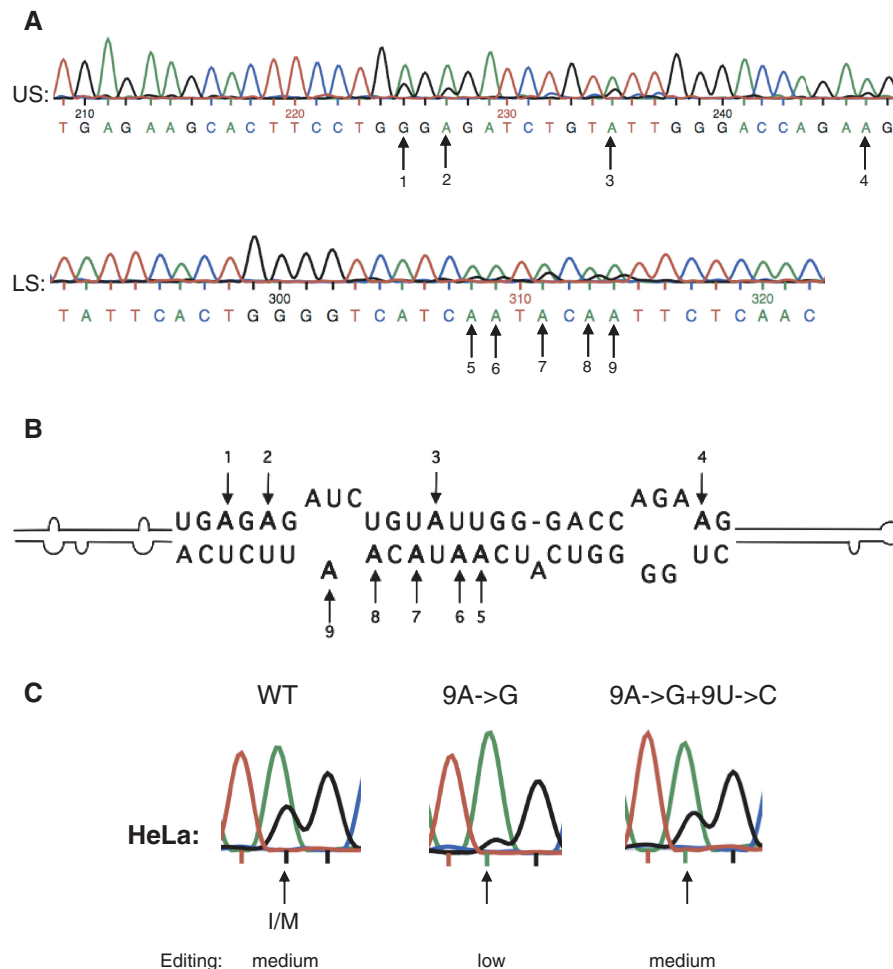 A
US:
210 220 230 240
T G A G A A G C A C T T C C T G G G A G A T C T G T A T T G G G A C C A G A A G
1 2 3 4
LS:
300 310 320
T A T T C A C T G G G G T C A T C A A T A C A A T T C T C A A C
5 6 7 8 9
B
1 2 3 4
AUC AGA
UGAGAG UGUAUUGG-GACC AG
ACUCUU ACAUAACU CUGG UC
A A GG
9 8 7 6 5
C
WT 9A->G 9A->G+9U->C
HeLa:
I/M
Editing: medium low medium